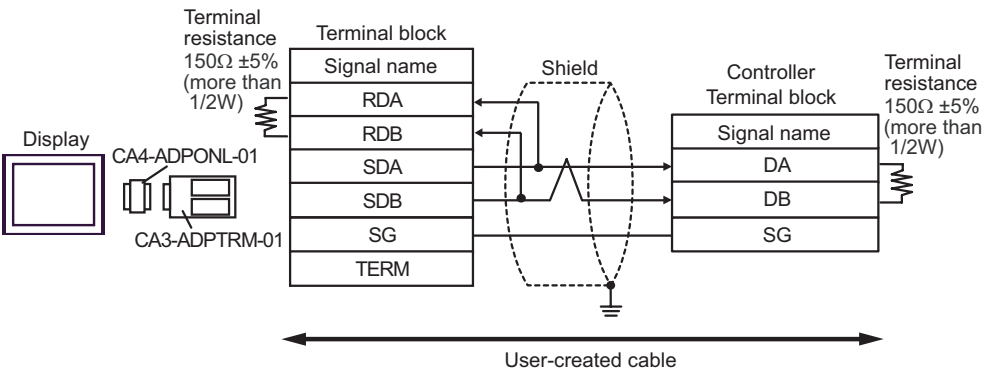 Terminal
resistance
150Ω ±5%
(more than
1/2W)
Terminal block
Signal name
RDA
RDB
SDA
SDB
SG
TERM
Display
CA4-ADPONL-01
CA3-ADPTRM-01
Shield
Controller
Terminal block
Signal name
DA
DB
SG
Terminal
resistance
150Ω ±5%
(more than
1/2W)
User-created cable